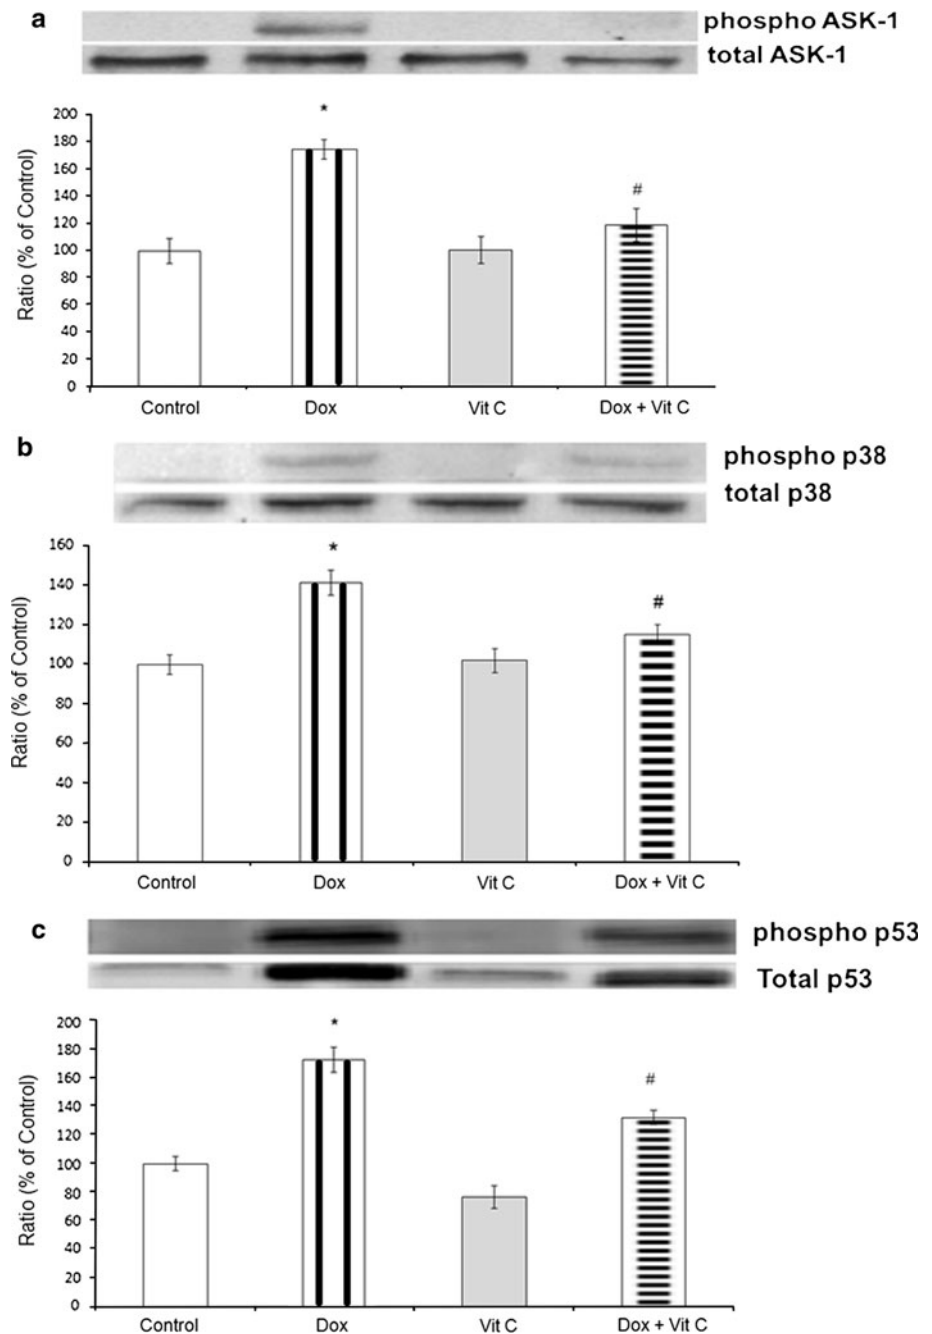 a
phospho ASK-1
total ASK-1
Ratio (% of Control)
200
180
160
140
120
100
80
60
40
20
0
*
#
Control Dox Vit C Dox + Vit C
b
phospho p38
total p38
Ratio (% of Control)
160
140
120
100
80
60
40
20
0
*
#
Control Dox Vit C Dox + Vit C
c
phospho p53
Total p53
Ratio (% of Control)
200
180
160
140
120
100
80
60
40
20
0
*
#
Control Dox Vit C Dox + Vit C